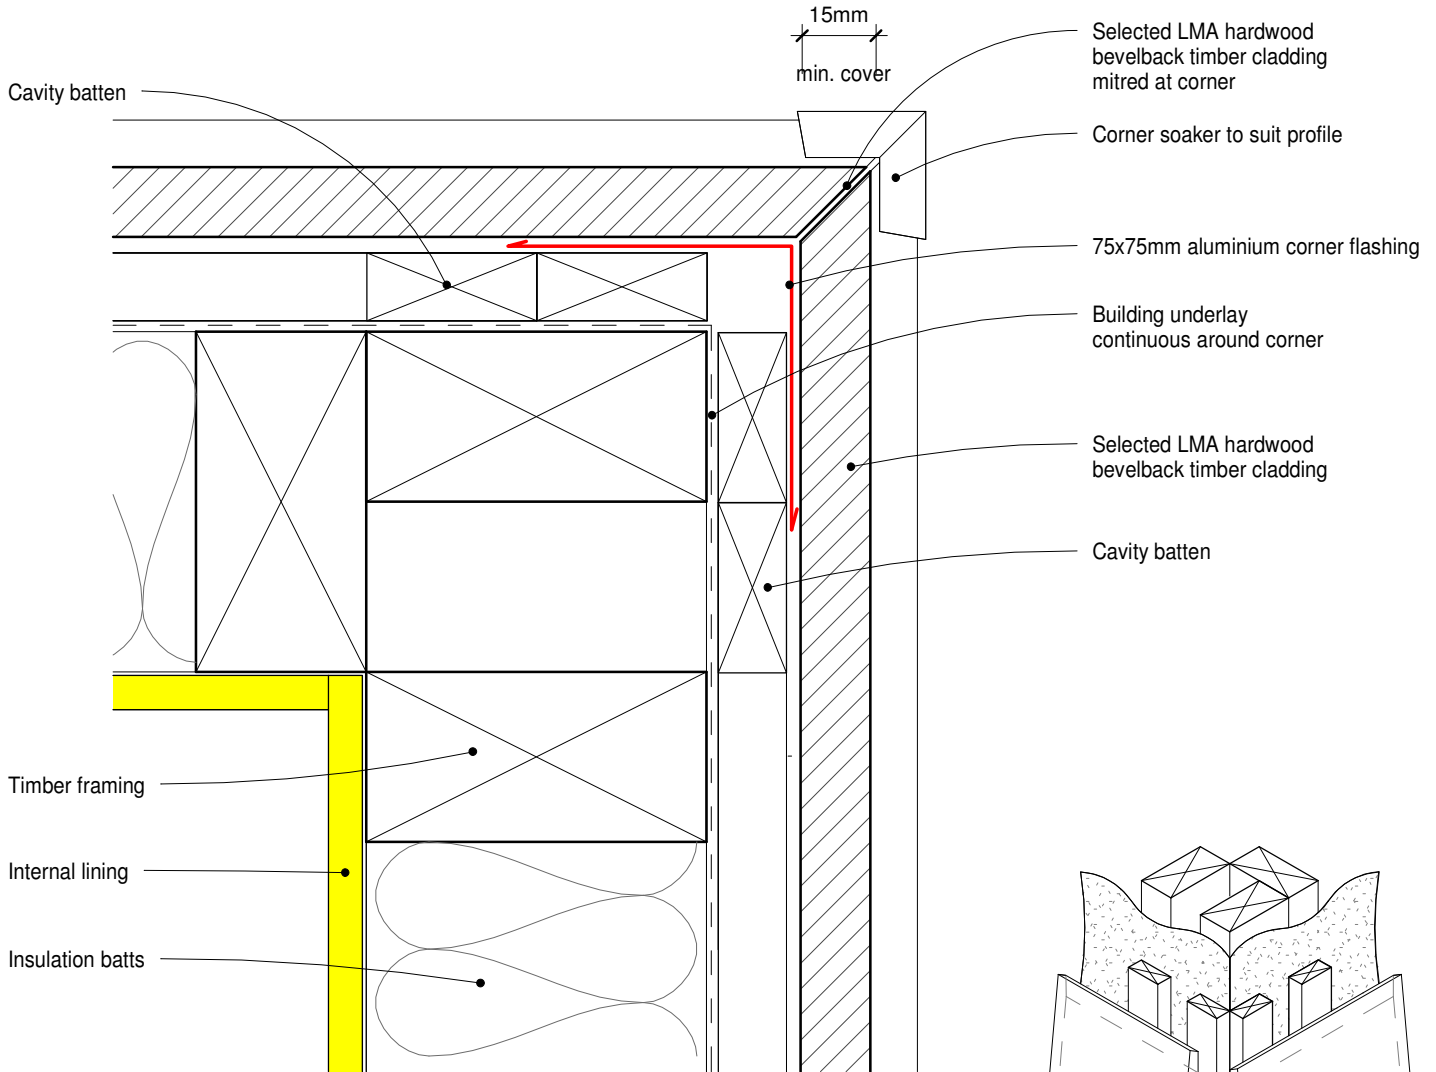 15mm
min. cover
Selected LMA hardwood
bevelback timber cladding
mitred at corner
Cavity batten
Corner soaker to suit profile
75x75mm aluminium corner flashing
Building underlay
continuous around corner
Selected LMA hardwood
bevelback timber cladding
Cavity batten
Timber framing
Internal lining
Insulation batts